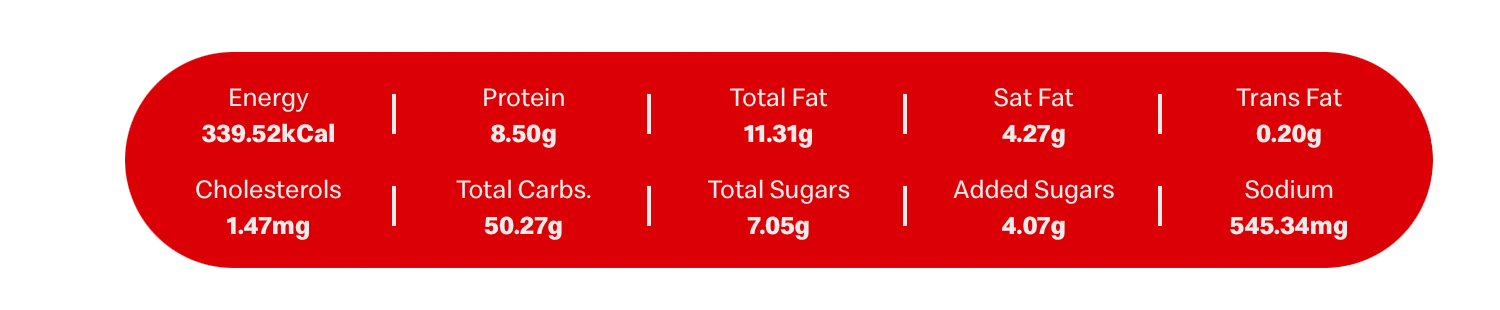 Energy Protein Total Fat Sat Fat Trans Fat
339.52kCal 8.50g 11.31g 4.27g 0.20g
Cholesterols Total Carbs. Total Sugars Added Sugars Sodium
1.47mg 50.27g 7.05g 4.07g 545.34mg